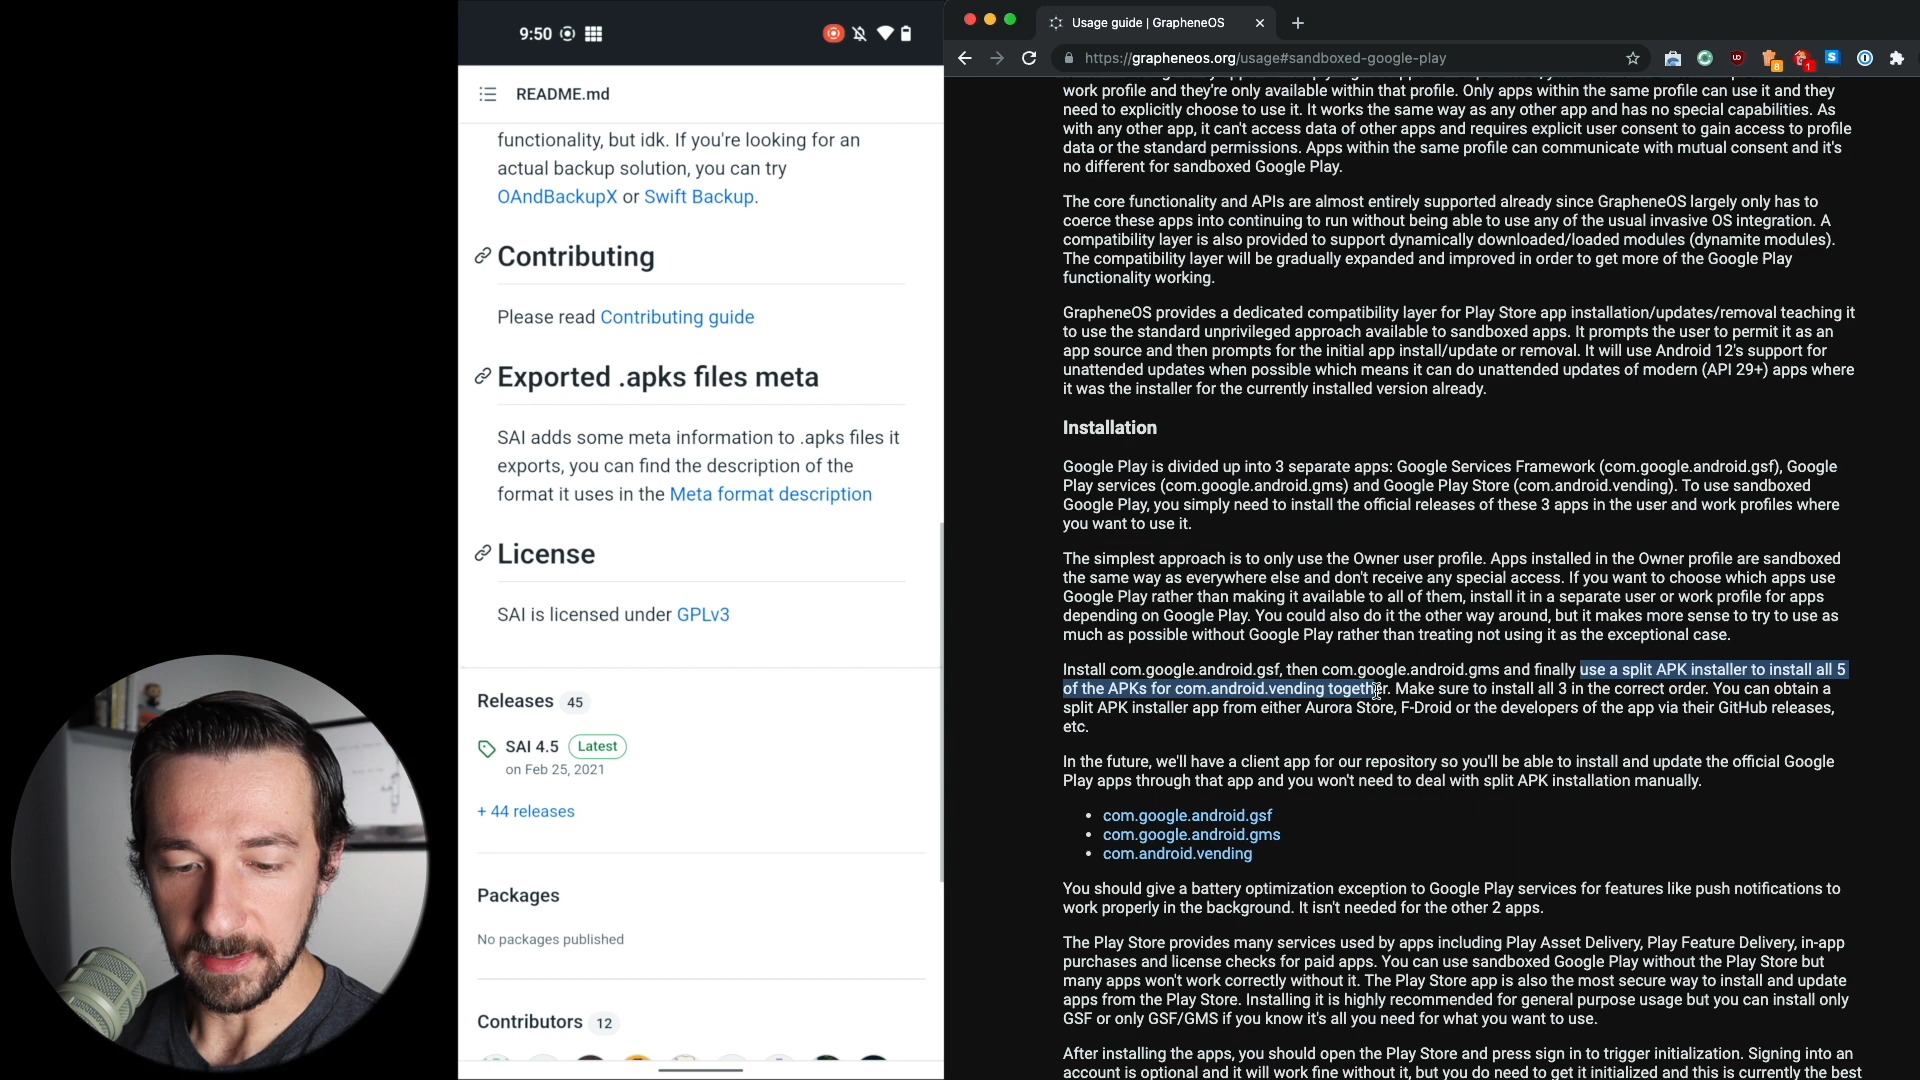 9:50
README.md
functionality, but idk. If you're looking for an
actual backup solution, you can try
OAndBackupX or Swift Backup.
Contributing
Please read Contributing guide
Exported .apks files meta
SAI adds some meta information to .apks files it
exports, you can find the description of the
format it uses in the Meta format description
License
SAI is licensed under GPLv3
Releases 45
SAI 4.5 Latest
on Feb 25, 2021
+ 44 releases
Packages
No packages published
Contributors 12
Usage guide | GrapheneOS
https://grapheneos.org/usage#sandboxed-google-play
work profile and they're only available within that profile. Only apps within the same profile can use it and they
need to explicitly choose to use it. It works the same way as any other app and has no special capabilities. As
with any other app, it can't access data of other apps and requires explicit user consent to gain access to profile
data or the standard permissions. Apps within the same profile can communicate with mutual consent and it's
no different for sandboxed Google Play.
The core functionality and APIs are almost entirely supported already since GrapheneOS largely only has to
coerce these apps into continuing to run without being able to use any of the usual invasive OS integration. A
compatibility layer is also provided to support dynamically downloaded/loaded modules (dynamite modules).
The compatibility layer will be gradually expanded and improved in order to get more of the Google Play
functionality working.
GrapheneOS provides a dedicated compatibility layer for Play Store app installation/updates/removal teaching it
to use the standard unprivileged approach available to sandboxed apps. It prompts the user to permit it as an
app source and then prompts for the initial app install/update or removal. It will use Android 12's support for
unattended updates when possible which means it can do unattended updates of modern (API 29+) apps where
it was the installer for the currently installed version already.
Installation
Google Play is divided up into 3 separate apps: Google Services Framework (com.google.android.gsf), Google
Play services (com.google.android.gms) and Google Play Store (com.android.vending). To use sandboxed
Google Play, you simply need to install the official releases of these 3 apps in the user and work profiles where
you want to use it.
The simplest approach is to only use the Owner user profile. Apps installed in the Owner profile are sandboxed
the same way as everywhere else and don't receive any special access. If you want to choose which apps use
Google Play rather than making it available to all of them, install it in a separate user or work profile for apps
depending on Google Play. You could also do it the other way around, but it makes more sense to try to use as
much as possible without Google Play rather than treating not using it as the exceptional case.
Install com.google.android.gsf, then com.google.android.gms and finally use a split APK installer to install all 5
of the APKs for com.android.vending together. Make sure to install all 3 in the correct order. You can obtain a
split APK installer app from either Aurora Store, F-Droid or the developers of the app via their GitHub releases,
etc.
In the future, we'll have a client app for our repository so you'll be able to install and update the official Google
Play apps through that app and you won't need to deal with split APK installation manually.
• com.google.android.gsf
• com.google.android.gms
• com.android.vending
You should give a battery optimization exception to Google Play services for features like push notifications to
work properly in the background. It isn't needed for the other 2 apps.
The Play Store provides many services used by apps including Play Asset Delivery, Play Feature Delivery, in-app
purchases and license checks for paid apps. You can use sandboxed Google Play without the Play Store but
many apps won't work correctly without it. The Play Store app is also the most secure way to install and update
apps from the Play Store. Installing it is highly recommended for general purpose usage but you can install only
GSF or only GSF/GMS if you know it's all you need for what you want to use.
After installing the apps, you should open the Play Store and press sign in to trigger initialization. Signing into an
account is optional and it will work fine without it, but you do need to get it initialized and this is currently the best